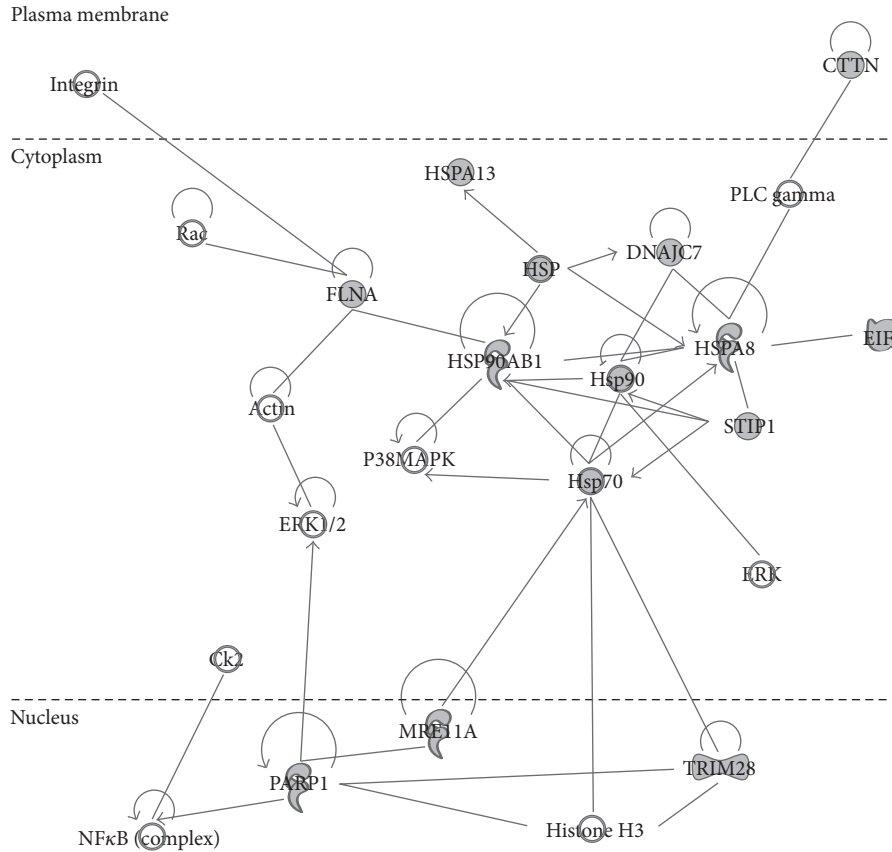 Plasma membrane
CTTN
Integrin
Cytoplasm
HSPA13
PLC gamma
Rac
DNAJC7
HSP
FLNA
EIF
HSPA8
HSP90AB1
Hsp90
Actin
STIP1
P38MAPK
Hsp70
ERK1/2
ERK
Ck2
Nucleus
MRE11A
TRIM28
PARP1
Histone H3
NFκB (complex)